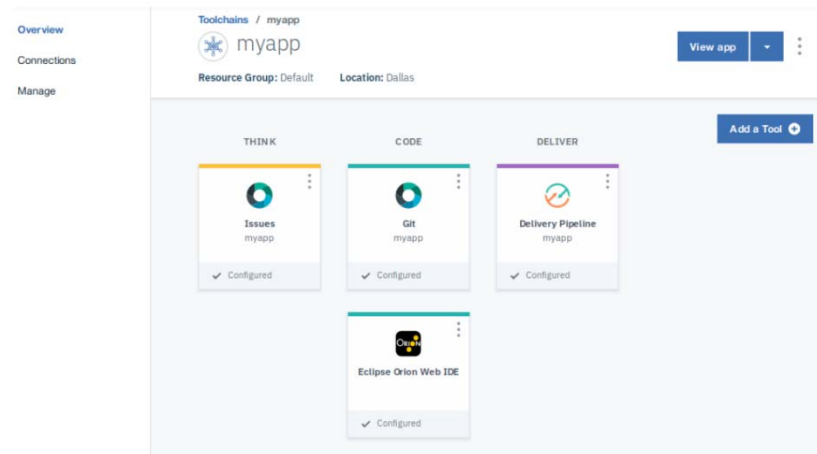 Overview
Connections
Manage
Toolchains / myapp
myapp
Resource Group: Default Location: Dallas
View app
Add a Tool
THINK CODE DELIVER
Issues
myapp
Configured
Git
myapp
Configured
Delivery Pipeline
myapp
Configured
ORION
Eclipse Orion Web IDE
Configured